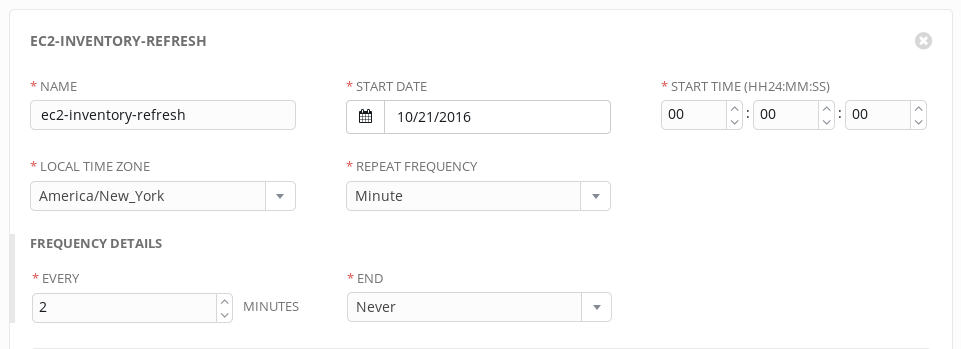 EC2-INVENTORY-REFRESH
* NAME
* START DATE
* START TIME (HH24:MM:SS)
ec2-inventory-refresh
10/21/2016
00 : 00 : 00
* LOCAL TIME ZONE
* REPEAT FREQUENCY
America/New_York
Minute
FREQUENCY DETAILS
* EVERY
* END
2 MINUTES
Never